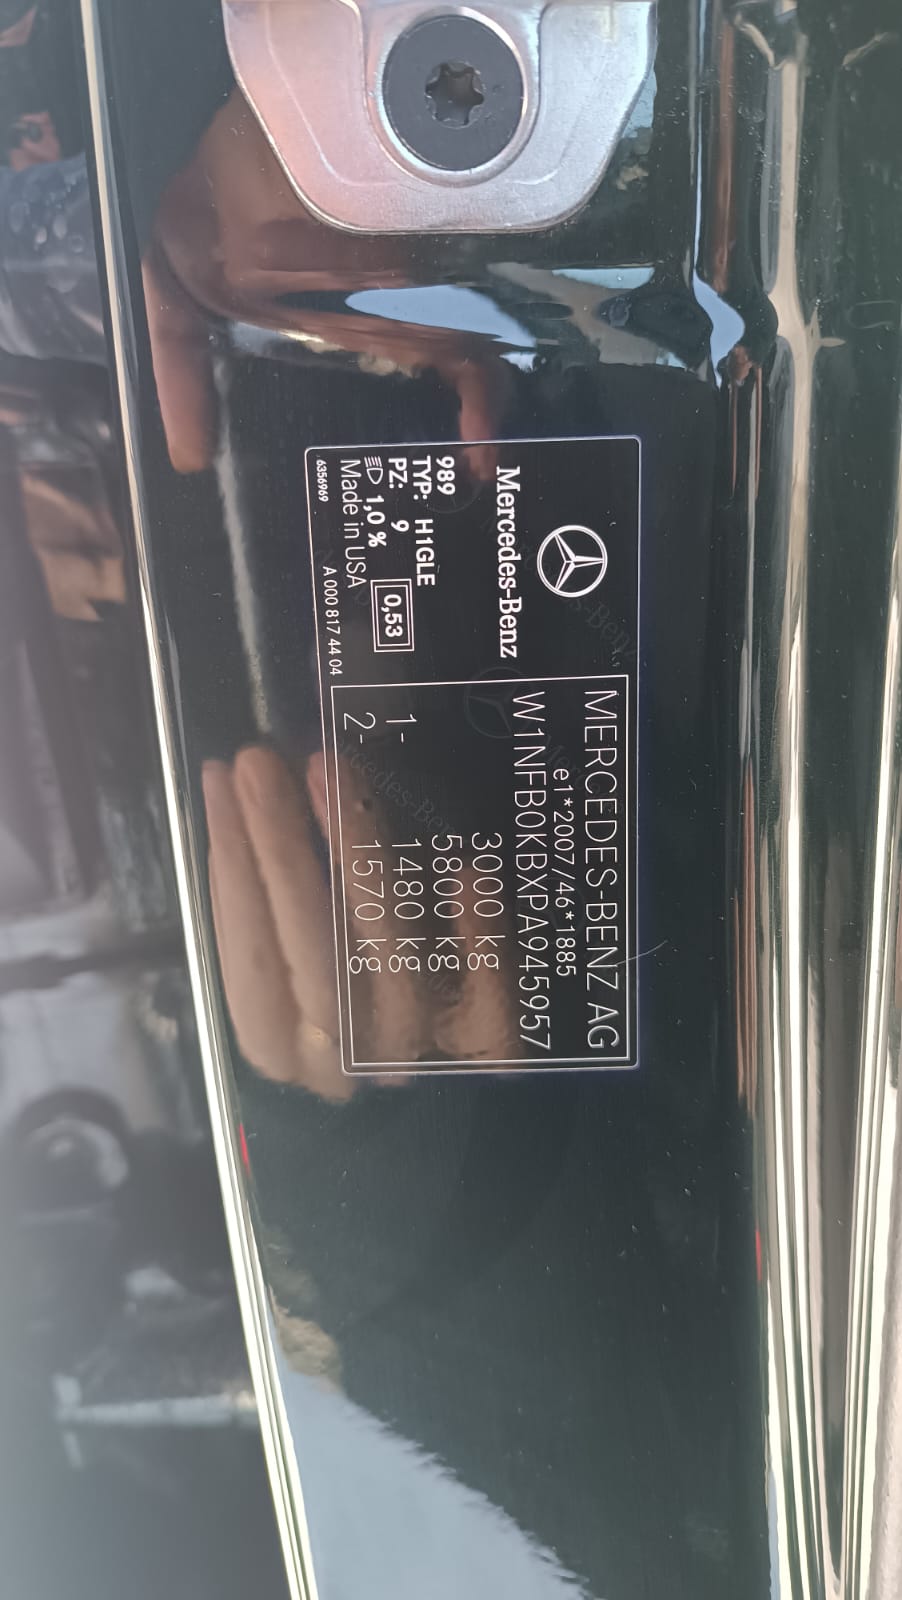 Mercedes-Benz
989
TYP: H1GLE
PZ: 9
1,0 %
0,53
Made in USA
6356969
A 000 817 44 04
MERCEDES-BENZ AG
e1*2007/46*1885
W1NFB0KBXPA945957
3000 kg
5800 kg
1- 1480 kg
2- 1570 kg